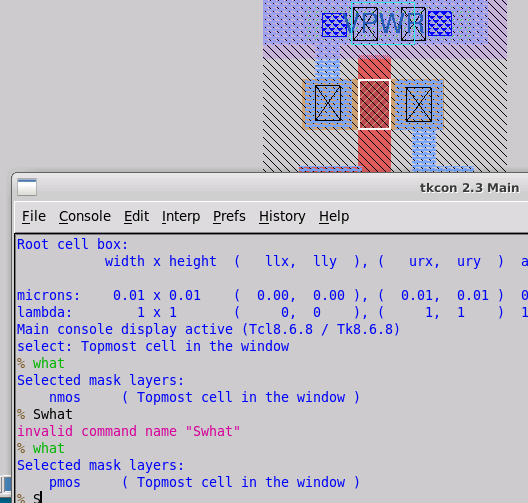 VPWR
tkcon 2.3 Main
File Console Edit Interp Prefs History Help
Root cell box:
width x height ( llx, lly ), ( urx, ury ) a
microns: 0.01 x 0.01 ( 0.00, 0.00 ), ( 0.01, 0.01 ) 0
lambda: 1 x 1 ( 0, 0 ), ( 1, 1 ) 0
Main console display active (Tcl8.6.8 / Tk8.6.8)
select: Topmost cell in the window
% what
Selected mask layers:
nmos ( Topmost cell in the window )
% Swhat
invalid command name "Swhat"
% what
Selected mask layers:
pmos ( Topmost cell in the window )
% S